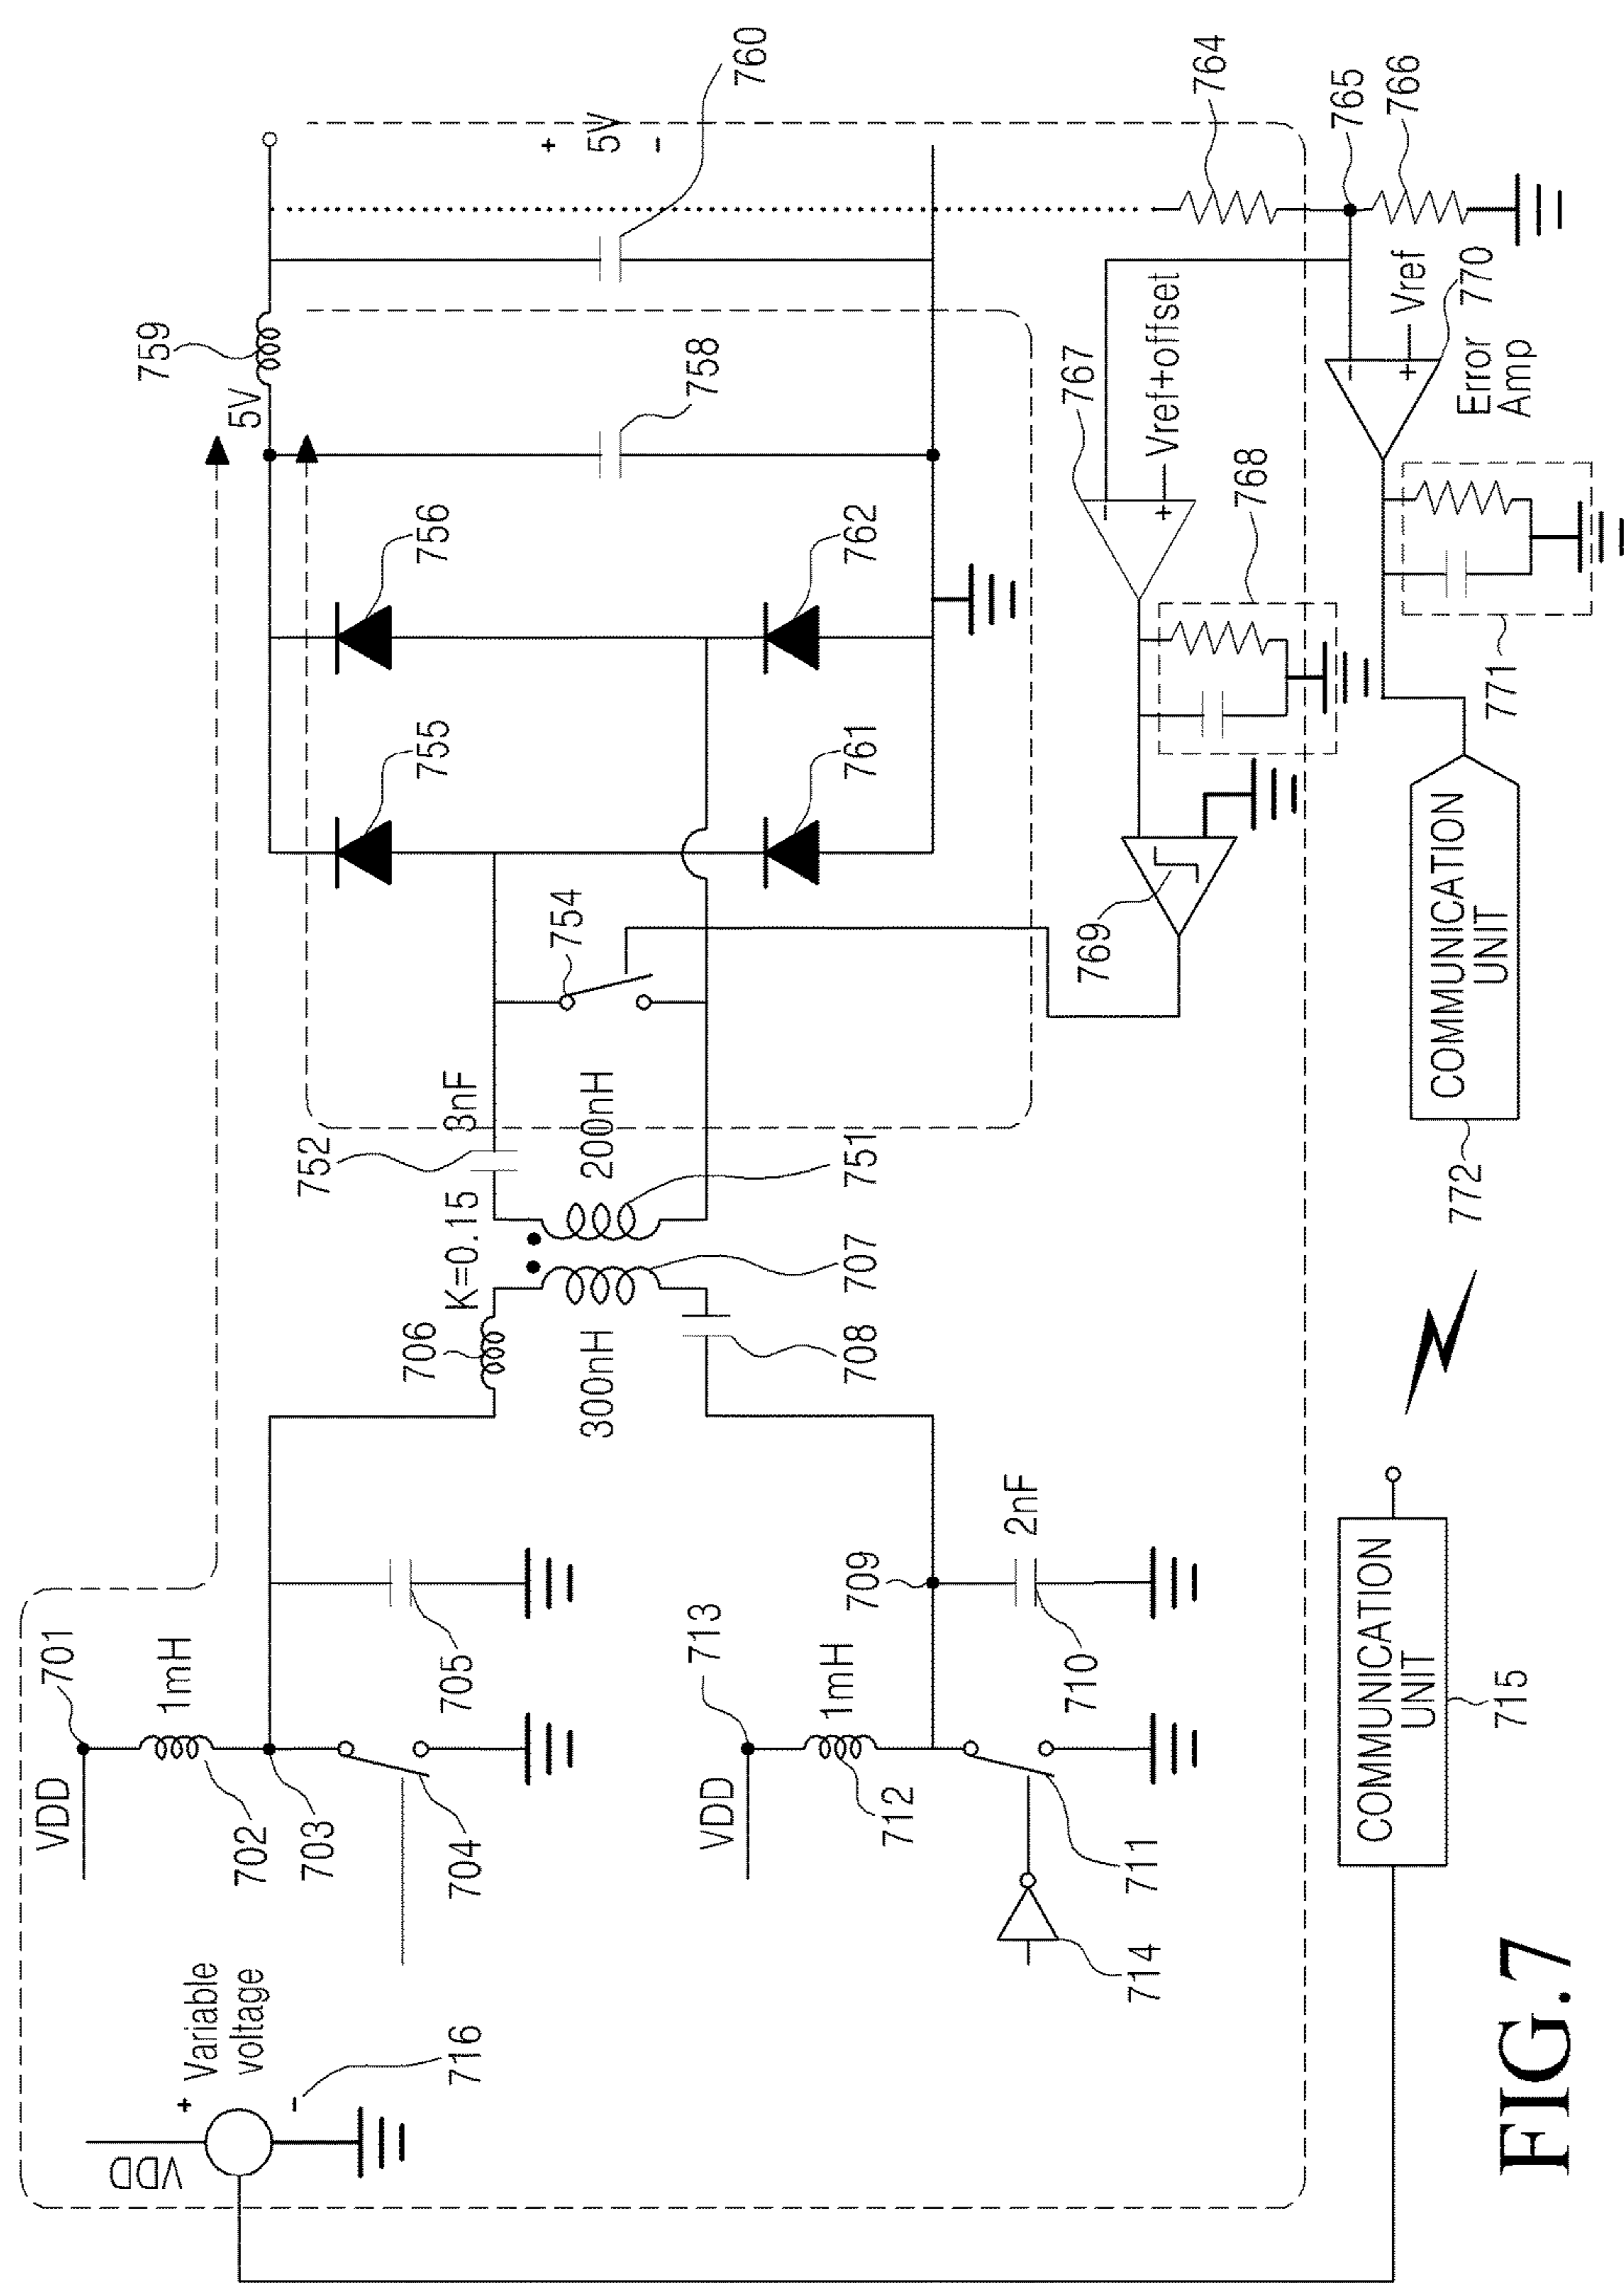 759
5V
760
+
5V
-
756
755
758
762
761
764
765
766
754
752
3nF
K=0.15
200nH
751
707
706
300nH
708
767
Vref+offset
768
769
Vref
770
Error
Amp
771
COMMUNICATION
UNIT
772
701
VDD
1mH
702
703
704
705
713
VDD
1mH
712
709
2nF
710
711
714
+
Variable
voltage
-
VDD
716
COMMUNICATION
UNIT
715
FIG.7